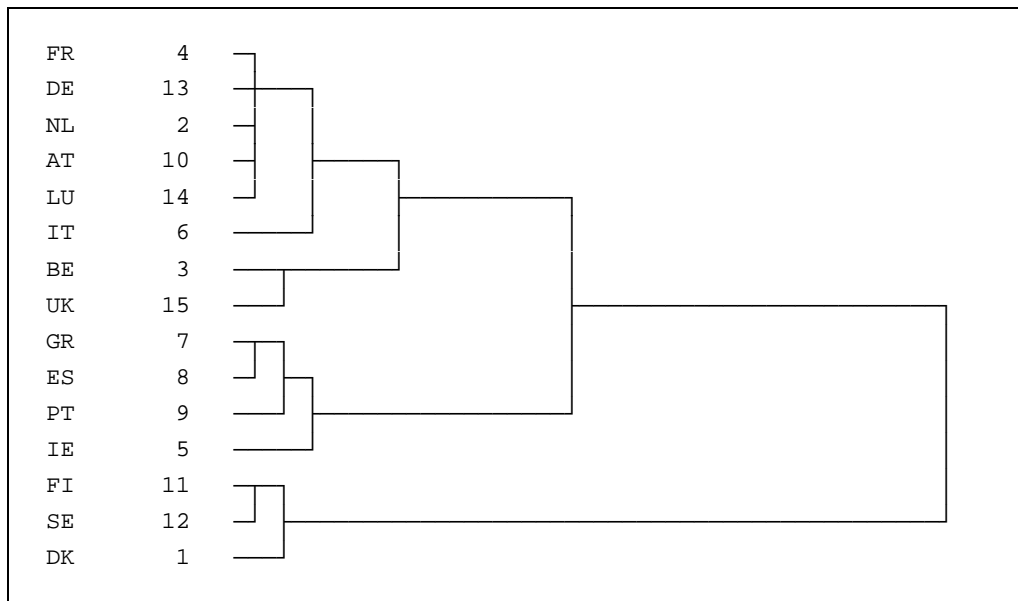 FR 4
DE 13
NL 2
AT 10
LU 14
IT 6
BE 3
UK 15
GR 7
ES 8
PT 9
IE 5
FI 11
SE 12
DK 1